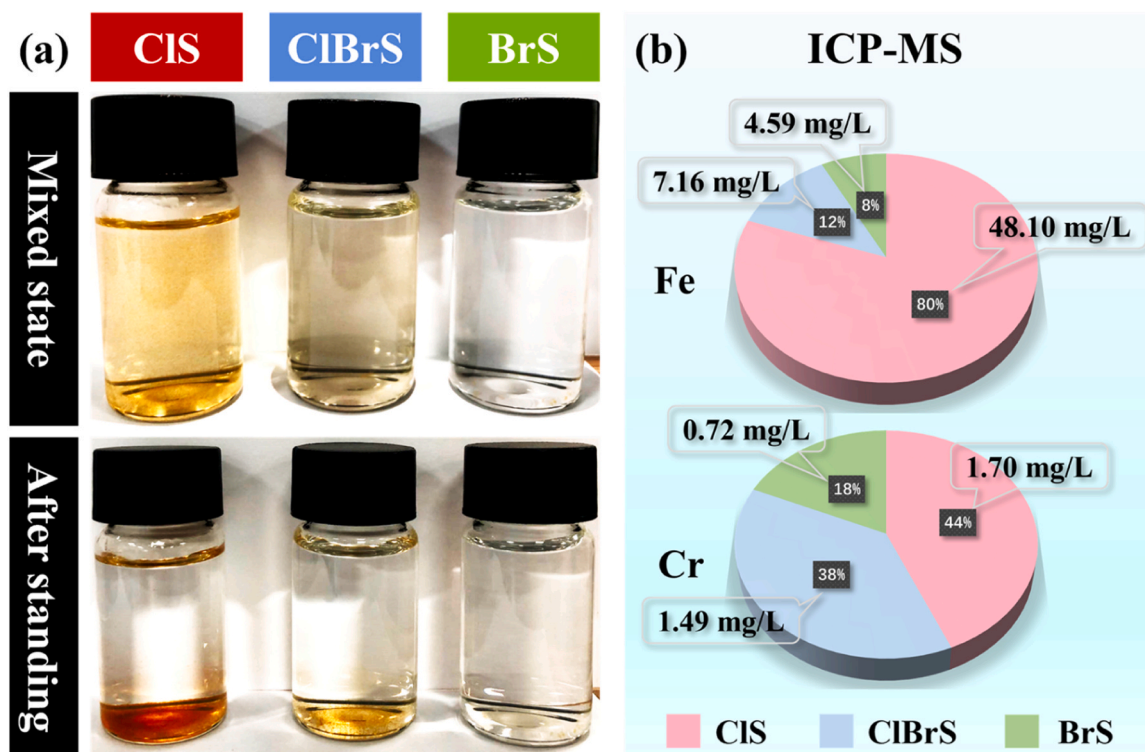 (a)
ClS
ClBrS
BrS
Mixed state
After standing
(b)
ICP-MS
4.59 mg/L
7.16 mg/L
48.10 mg/L
8%
12%
80%
Fe
0.72 mg/L
1.70 mg/L
18%
44%
38%
Cr
1.49 mg/L
ClS
ClBrS
BrS